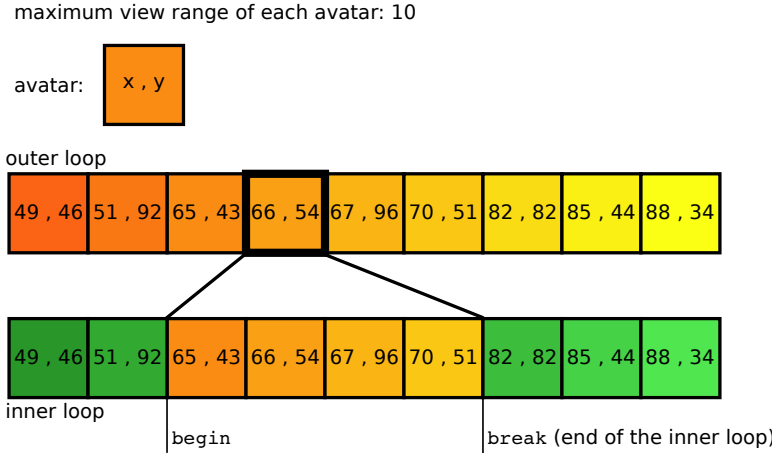 maximum view range of each avatar: 10
avatar: x , y
outer loop
49 , 46 51 , 92 65 , 43 66 , 54 67 , 96 70 , 51 82 , 82 85 , 44 88 , 34
49 , 46 51 , 92 65 , 43 66 , 54 67 , 96 70 , 51 82 , 82 85 , 44 88 , 34
inner loop
begin break (end of the inner loop)